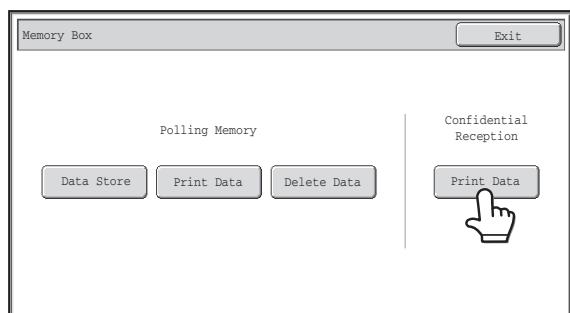 Memory Box
Exit
Polling Memory
Data Store
Print Data
Delete Data
Confidential
Reception
Print Data